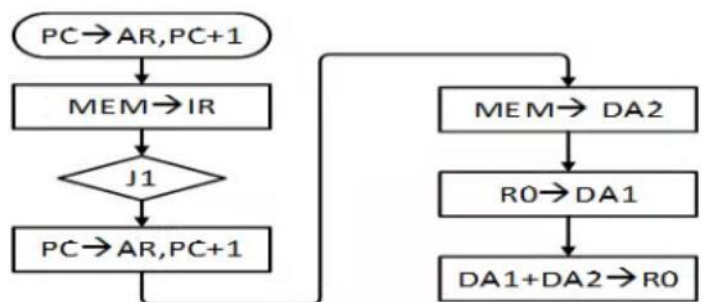 PC→AR,PC+1
MEM→IR
J1
PC→AR,PC+1
MEM→ DA2
R0→DA1
DA1+DA2→R0